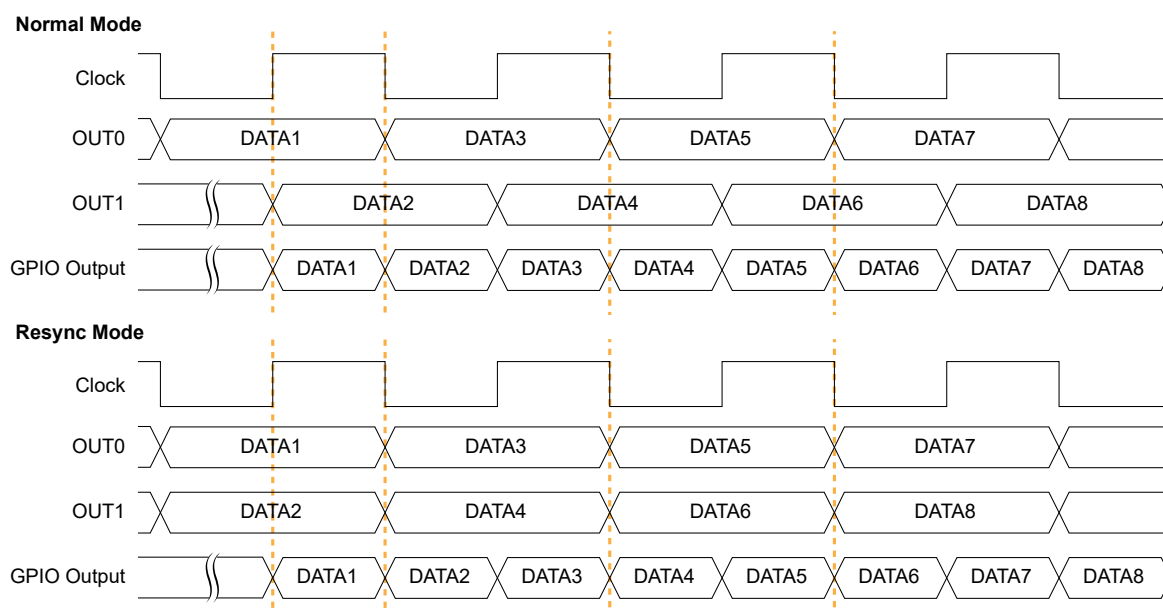 Normal Mode
Clock
OUT0 DATA1 DATA3 DATA5 DATA7
OUT1 DATA2 DATA4 DATA6 DATA8
GPIO Output DATA1 DATA2 DATA3 DATA4 DATA5 DATA6 DATA7 DATA8
Resync Mode
Clock
OUT0 DATA1 DATA3 DATA5 DATA7
OUT1 DATA2 DATA4 DATA6 DATA8
GPIO Output DATA1 DATA2 DATA3 DATA4 DATA5 DATA6 DATA7 DATA8